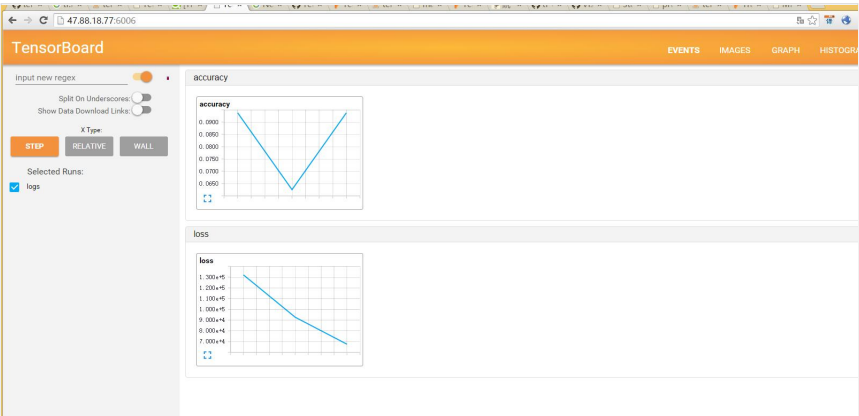 47.88.18.77:6006
TensorBoard
EVENTS IMAGES GRAPH HISTOGRA
Input new regex
Split On Underscores:
Show Data Download Links:
X Type:
STEP RELATIVE WALL
Selected Runs:
logs
accuracy
accuracy
0.0900
0.0850
0.0800
0.0750
0.0700
0.0650
loss
loss
1.300e+5
1.200e+5
1.100e+5
1.000e+5
9.000e+4
8.000e+4
7.000e+4